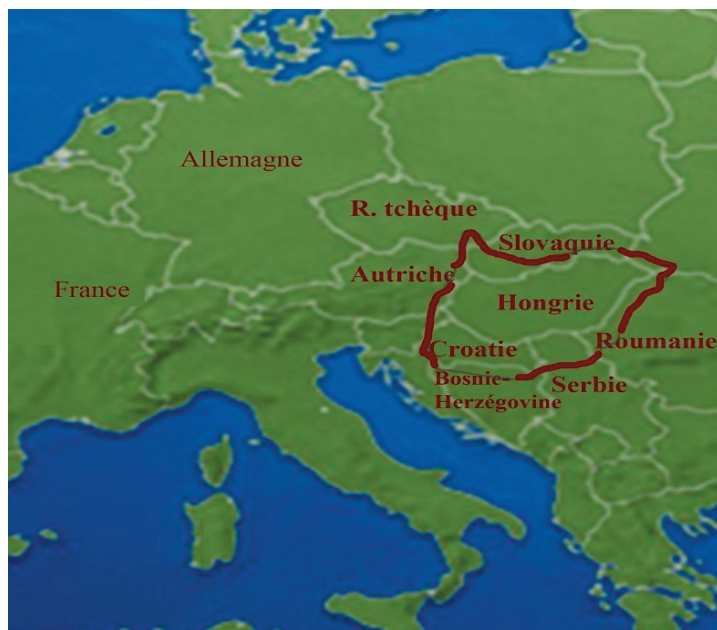 Allemagne
R. tchèque
Slovaquie
Autriche
France
Hongrie
Roumanie
Croatie
Bosnie-
Herzégovine
Serbie